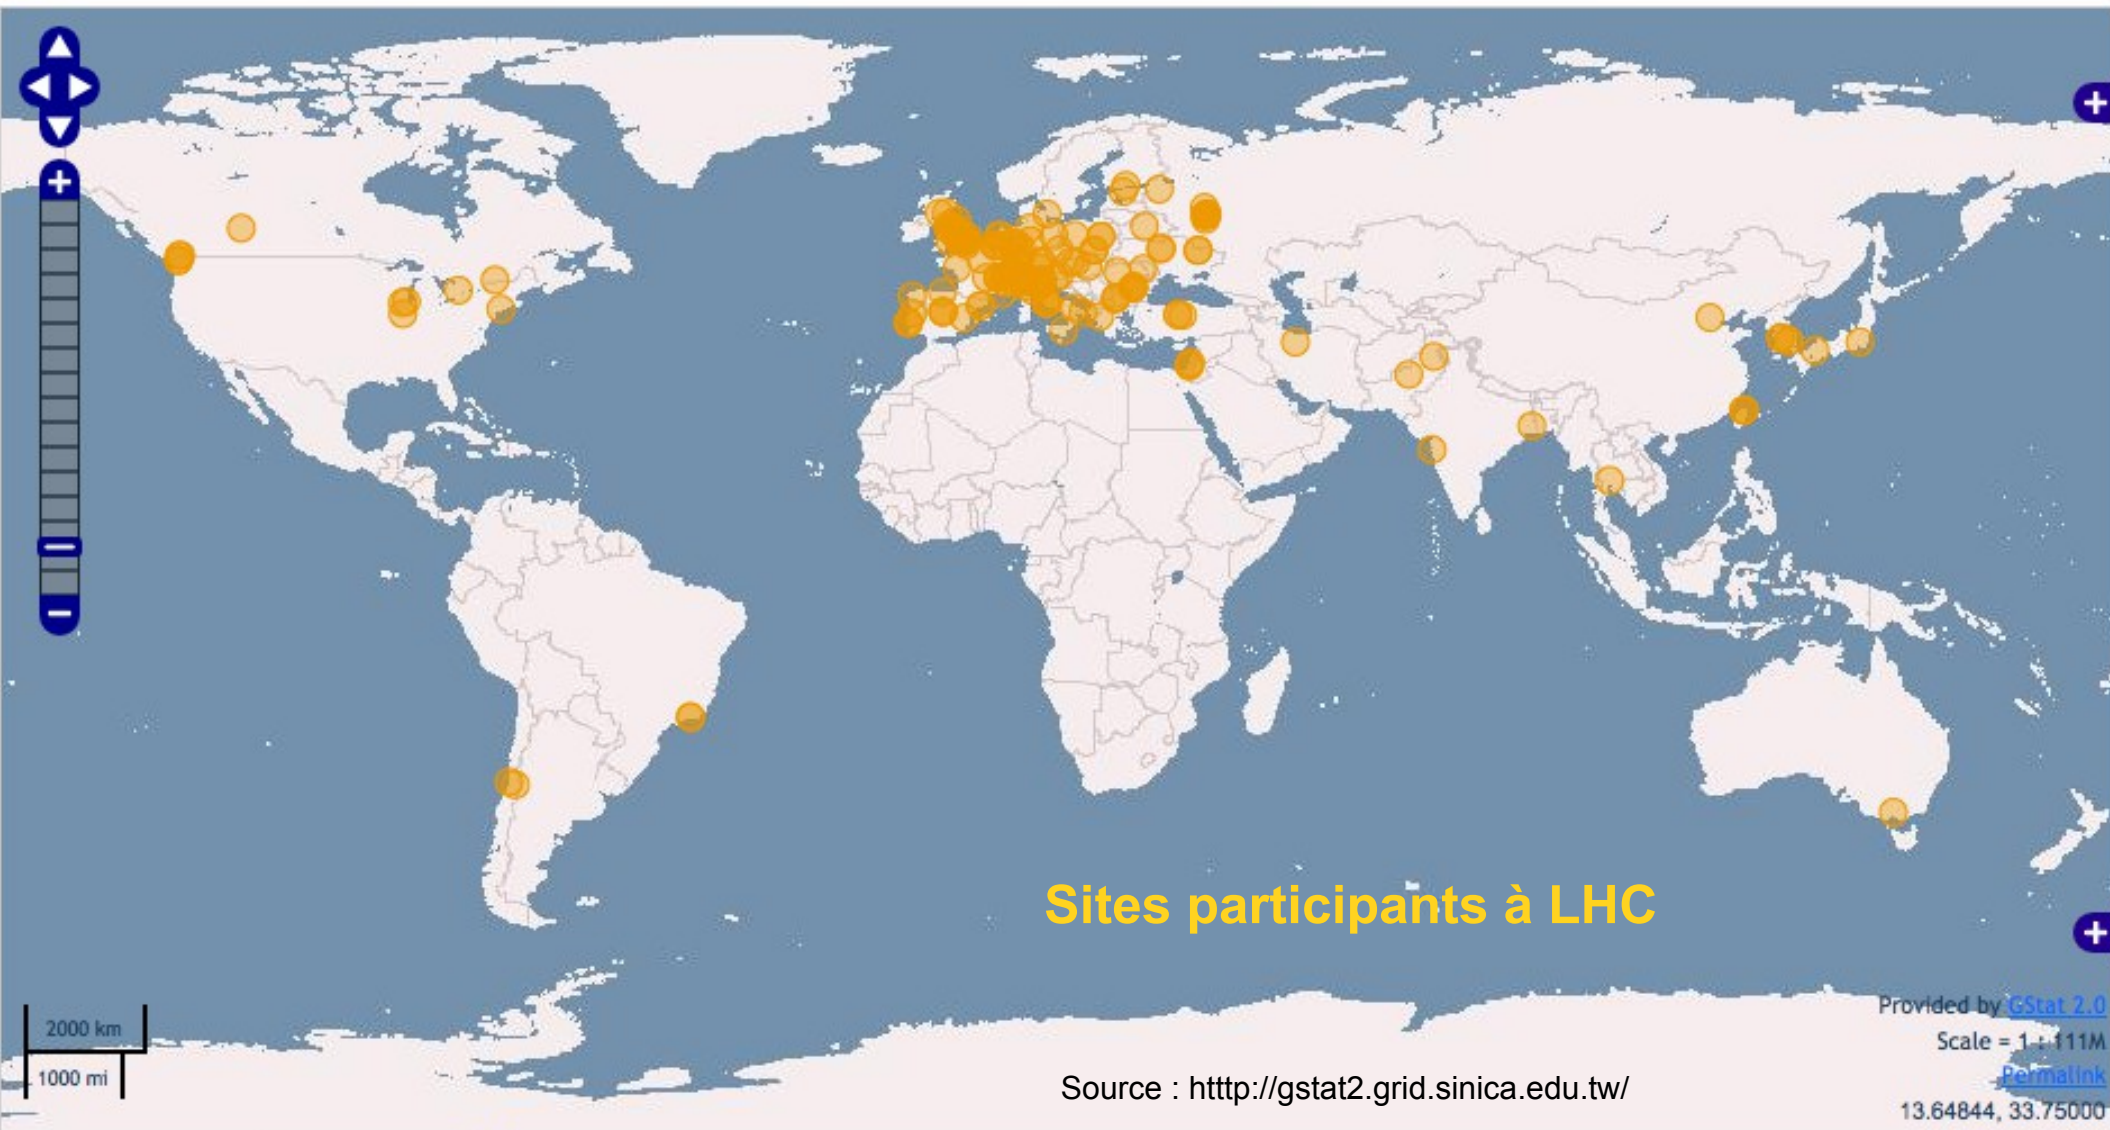 Sites participants à LHC
2000 km
1000 mi
Provided by GStat 2.0
Scale = 1 : 111M
Permalink
13.64844, 33.75000
Source : htttp://gstat2.grid.sinica.edu.tw/